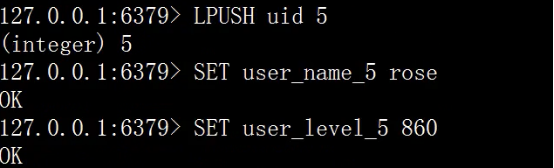 127.0.0.1:6379> LPUSH uid 5
(integer) 5
127.0.0.1:6379> SET user_name_5 rose
OK
127.0.0.1:6379> SET user_level_5 860
OK